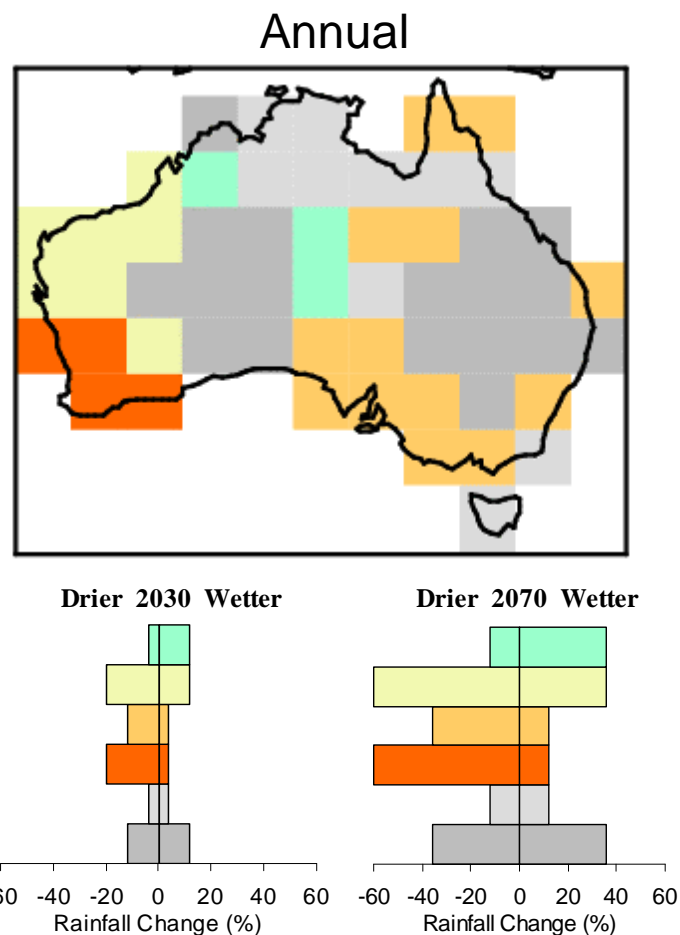 Annual
Drier 2030 Wetter
Drier 2070 Wetter
60 -40 -20 0 20 40 60
-60 -40 -20 0 20 40 60
Rainfall Change (%)
Rainfall Change (%)